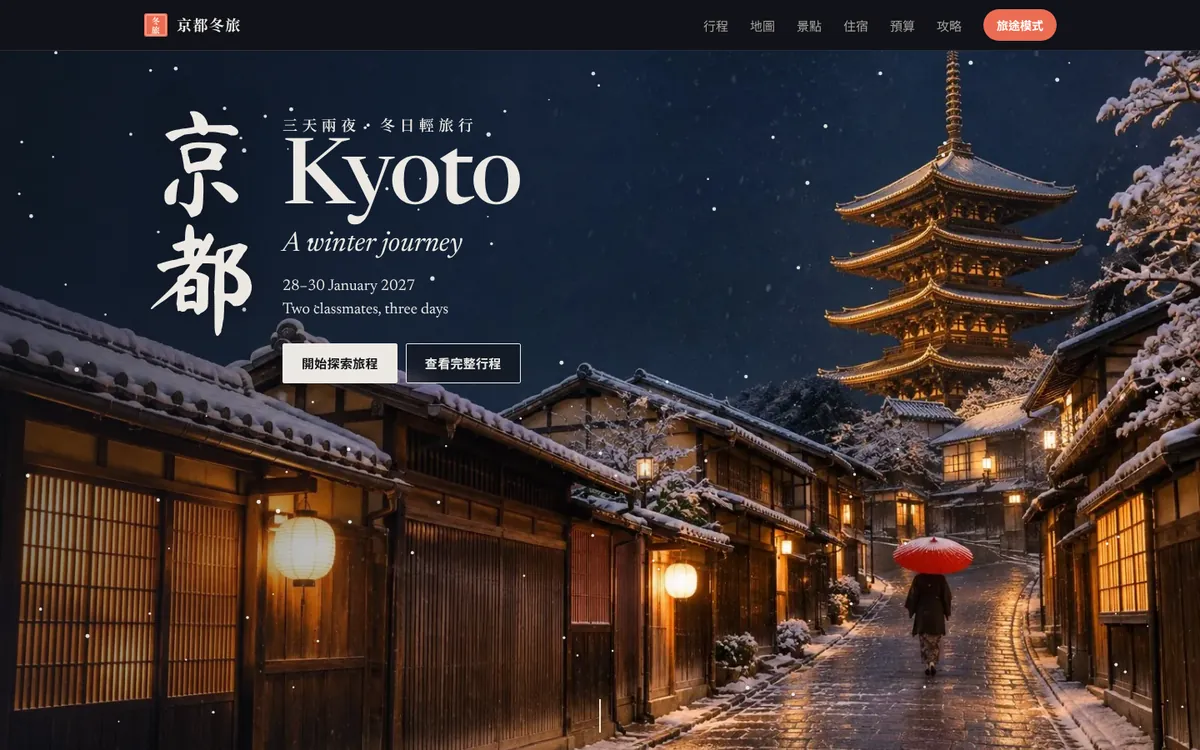 冬旅
京都冬旅
行程
地圖
景點
住宿
預算
攻略
旅途模式
京都
三天兩夜・冬日輕旅行
Kyoto
A winter journey
28–30 January 2027
Two classmates, three days
開始探索旅程
查看完整行程